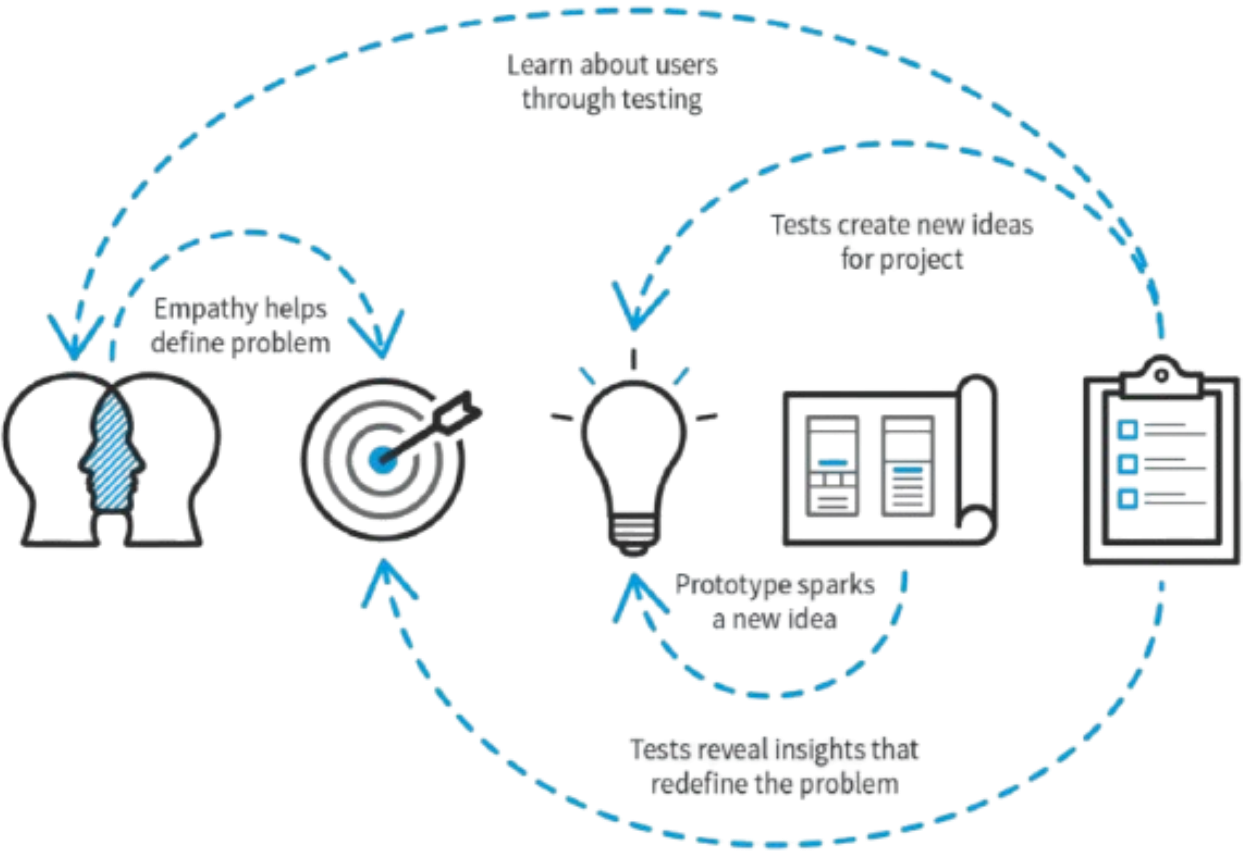 Learn about users
through testing
Tests create new ideas
for project
Empathy helps
define problem
Prototype sparks
a new idea
Tests reveal insights that
redefine the problem